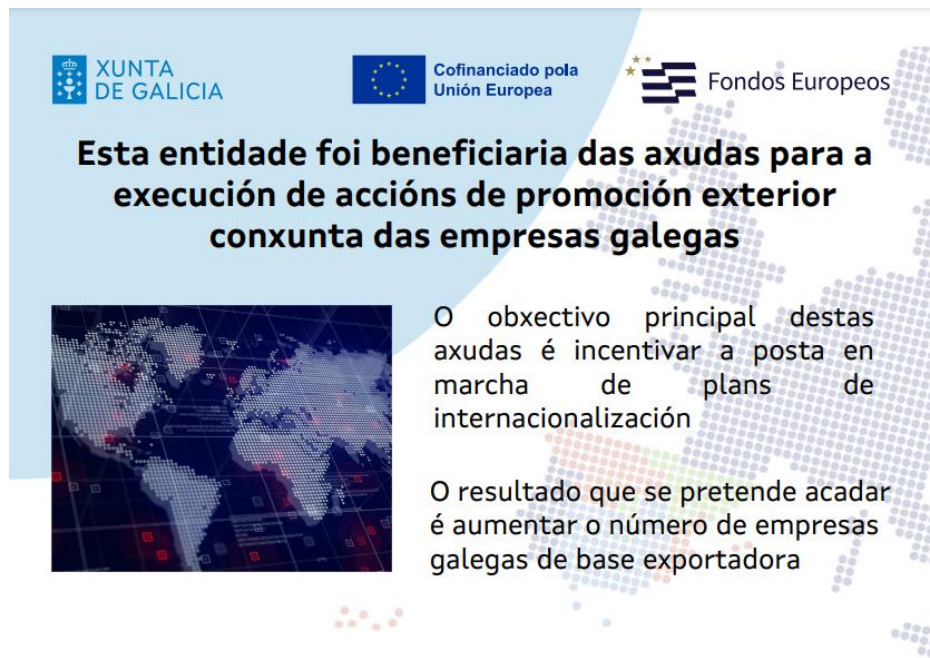 XUNTA
DE GALICIA
Cofinanciado pola
Unión Europea
Fondos Europeos
Esta entidade foi beneficiaria das axudas para a
execución de accións de promoción exterior
conxunta das empresas galegas
O obxectivo principal destas
axudas é incentivar a posta en
marcha de plans de
internacionalización
O resultado que se pretende acadar
é aumentar o número de empresas
galegas de base exportadora